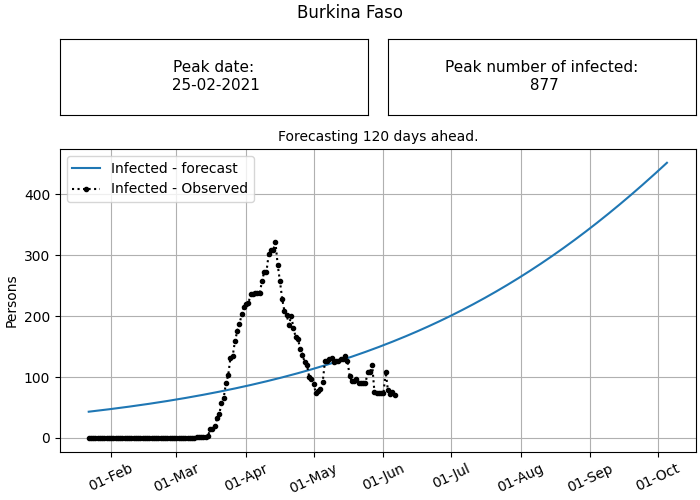 Burkina Faso
Peak date:
25-02-2021
Peak number of infected:
877
Forecasting 120 days ahead.
Infected - forecast
Infected - Observed
Persons
400
300
200
100
0
01-Feb
01-Mar
01-Apr
01-May
01-Jun
01-Jul
01-Aug
01-Sep
01-Oct